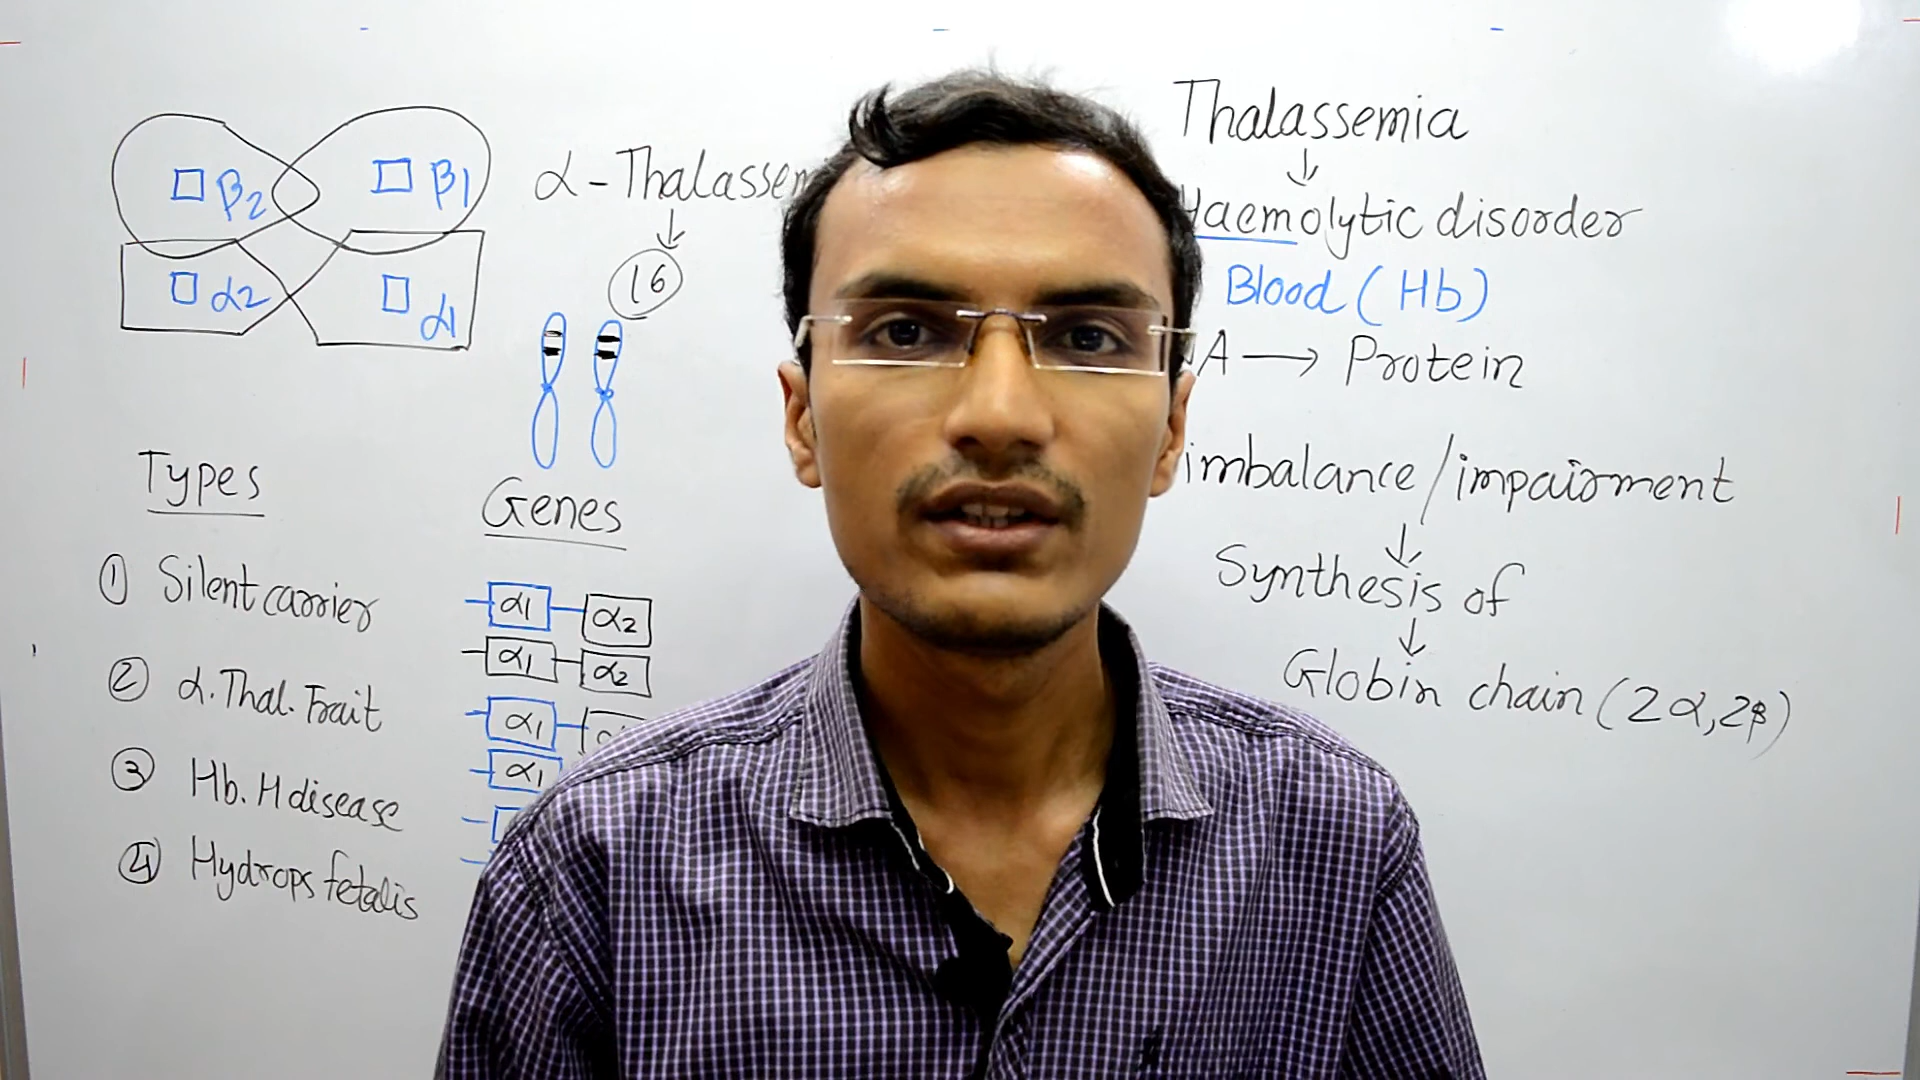 β2
β1
α2
α1
α-Thalassem
16
Types
Genes
① Silent carrier
α1 α2
α1 α2
② α.Thal.Trait
α1
α1
③ Hb.H disease
④ Hydrops fetalis
Thalassemia
Haemolytic disorder
Blood (Hb)
A → Protein
imbalance/impairment
Synthesis of
Globin chain (2α,2β)